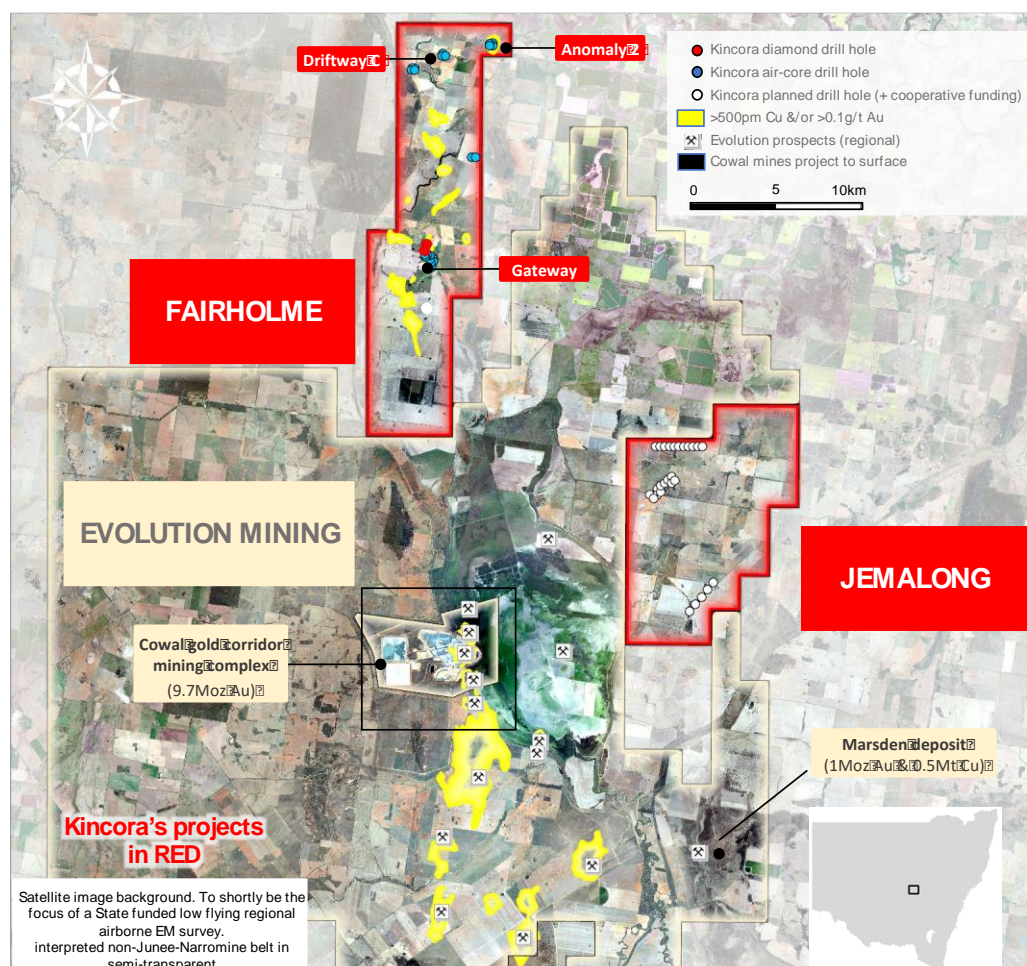 Driftway C
Anomaly 2
Kincora diamond drill hole
Kincora air-core drill hole
Kincora planned drill hole (+ cooperative funding)
>500pm Cu &/or >0.1g/t Au
Evolution prospects (regional)
Cowal mines project to surface
0 5 10km
Gateway
FAIRHOLME
EVOLUTION MINING
JEMALONG
Cowal gold corridor
mining complex
(9.7Moz Au)
Marsden deposit
(1Moz Au & 0.5Mt Cu)
Kincora's projects
in RED
Satellite image background. To shortly be the
focus of a State funded low flying regional
airborne EM survey.
interpreted non-Junee-Narromine belt in
semi-transparent